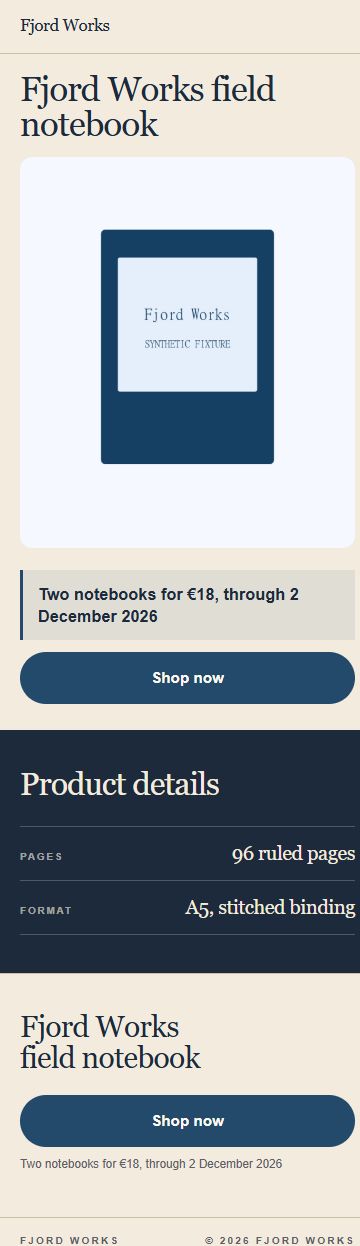 Fjord Works
Fjord Works field
notebook
Fjord Works
SYNTHETIC FIXTURE
Two notebooks for €18, through 2
December 2026
Shop now
Product details
PAGES 96 ruled pages
FORMAT A5, stitched binding
Fjord Works
field notebook
Shop now
Two notebooks for €18, through 2 December 2026
FJORD WORKS © 2026 FJORD WORKS